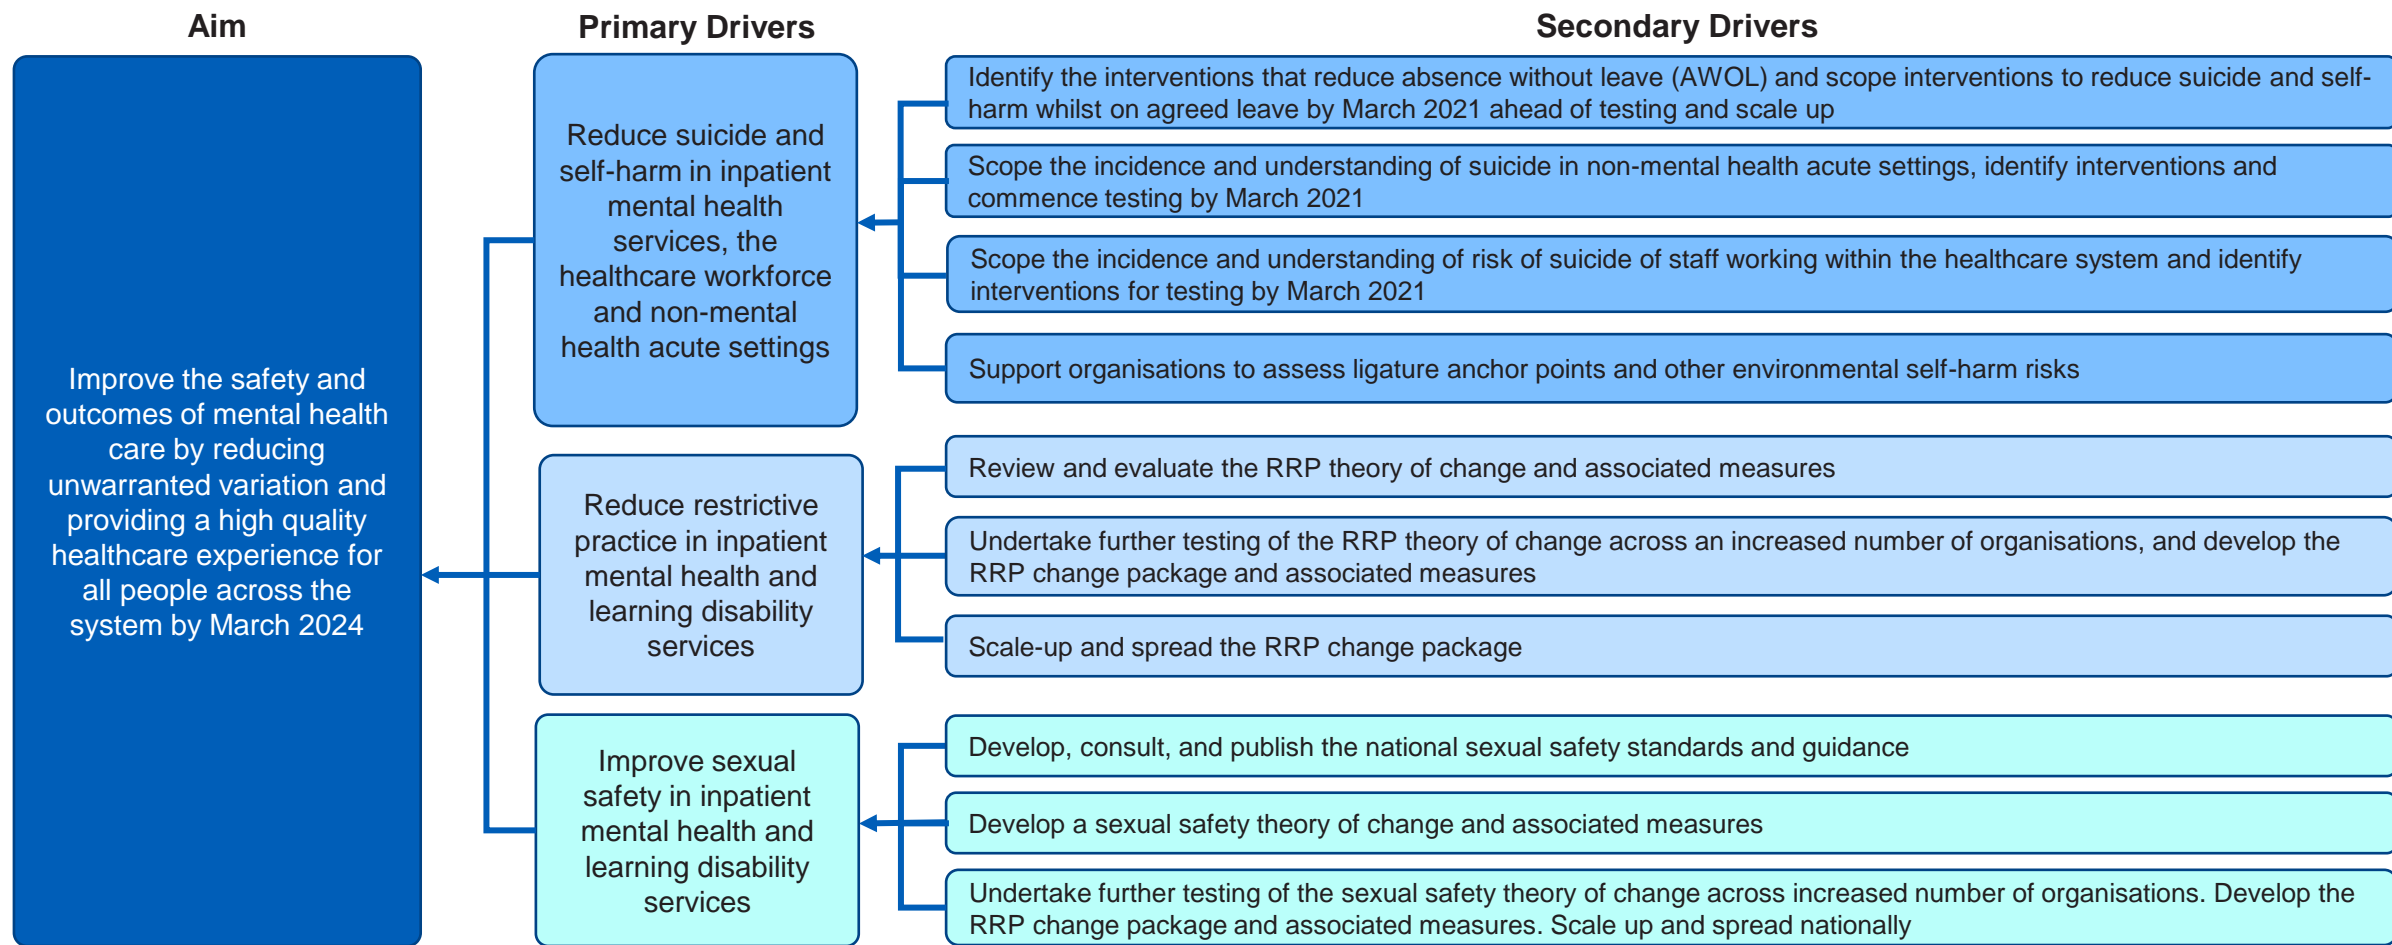 Aim
Primary Drivers
Secondary Drivers
Improve the safety and
outcomes of mental health
care by reducing
unwarranted variation and
providing a high quality
healthcare experience for
all people across the
system by March 2024
Reduce suicide and
self-harm in inpatient
mental health
services, the
healthcare workforce
and non-mental
health acute settings
Identify the interventions that reduce absence without leave (AWOL) and scope interventions to reduce suicide and self-
harm whilst on agreed leave by March 2021 ahead of testing and scale up
Scope the incidence and understanding of suicide in non-mental health acute settings, identify interventions and
commence testing by March 2021
Scope the incidence and understanding of risk of suicide of staff working within the healthcare system and identify
interventions for testing by March 2021
Support organisations to assess ligature anchor points and other environmental self-harm risks
Reduce restrictive
practice in inpatient
mental health and
learning disability
services
Review and evaluate the RRP theory of change and associated measures
Undertake further testing of the RRP theory of change across an increased number of organisations, and develop the
RRP change package and associated measures
Scale-up and spread the RRP change package
Improve sexual
safety in inpatient
mental health and
learning disability
services
Develop, consult, and publish the national sexual safety standards and guidance
Develop a sexual safety theory of change and associated measures
Undertake further testing of the sexual safety theory of change across increased number of organisations. Develop the
RRP change package and associated measures. Scale up and spread nationally